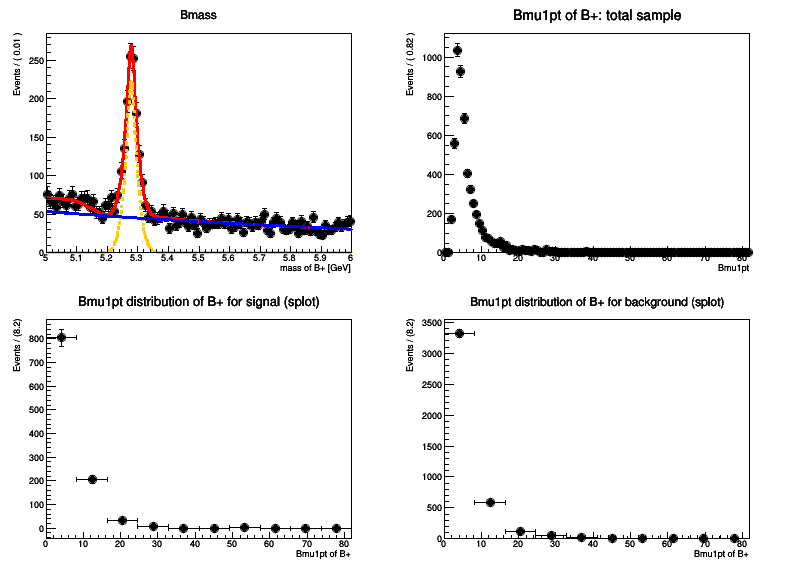 Bmass
Events / ( 0.01 )
250
200
150
100
50
0
5 5.1 5.2 5.3 5.4 5.5 5.6 5.7 5.8 5.9 6
mass of B+ [GeV]
Bmu1pt of B+: total sample
Events / ( 0.82 )
1000
800
600
400
200
0
0 10 20 30 40 50 60 70 80
Bmu1pt
Bmu1pt distribution of B+ for signal (splot)
Events / (8.2)
800
700
600
500
400
300
200
100
0
0 10 20 30 40 50 60 70 80
Bmu1pt of B+
Bmu1pt distribution of B+ for background (splot)
Events / (8.2)
3500
3000
2500
2000
1500
1000
500
0
0 10 20 30 40 50 60 70 80
Bmu1pt of B+